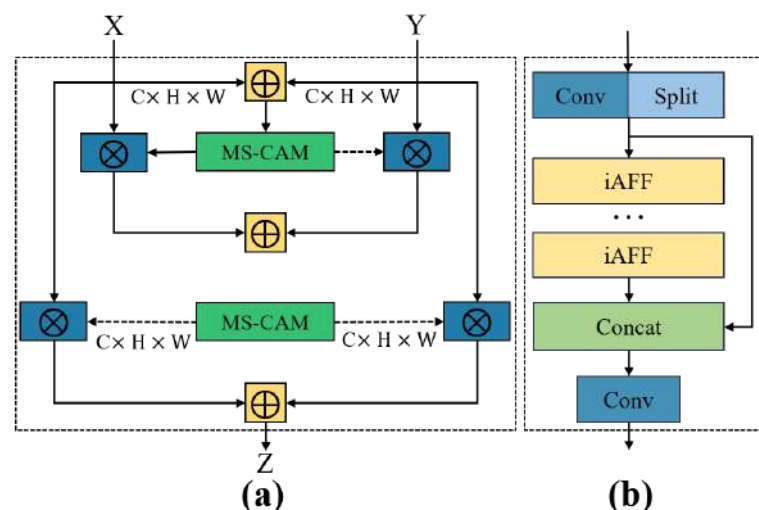 X
Y
C× H × W
C× H × W
MS-CAM
MS-CAM
C× H × W
C× H × W
Z
(a)
Conv
Split
iAFF
...
iAFF
Concat
Conv
(b)